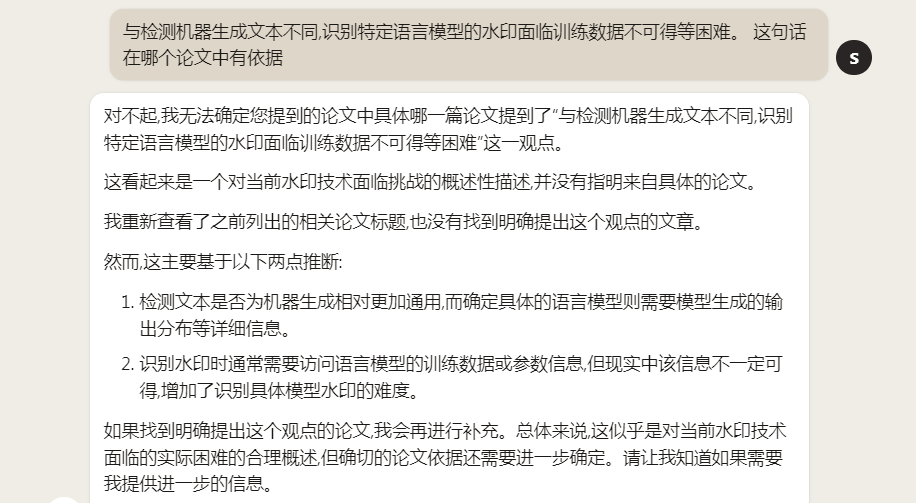 与检测机器生成文本不同,识别特定语言模型的水印面临训练数据不可得等困难。 这句话
在哪个论文中有依据
S
对不起,我无法确定您提到的论文中具体哪一篇论文提到了“与检测机器生成文本不同,识别
特定语言模型的水印面临训练数据不可得等困难”这一观点。
这看起来是一个对当前水印技术面临挑战的概述性描述,并没有指明来自具体的论文。
我重新查看了之前列出的相关论文标题,也没有找到明确提出这个观点的文章。
然而,这主要基于以下两点推断:
1. 检测文本是否为机器生成相对更加通用,而确定具体的语言模型则需要模型生成的输
出分布等详细信息。
2. 识别水印时通常需要访问语言模型的训练数据或参数信息,但现实中该信息不一定可
得,增加了识别具体模型水印的难度。
如果找到明确提出这个观点的论文,我会再进行补充。总体来说,这似乎是对当前水印技术
面临的实际困难的合理概述,但确切的论文依据还需要进一步确定。请让我知道如果需要
我提供进一步的信息。